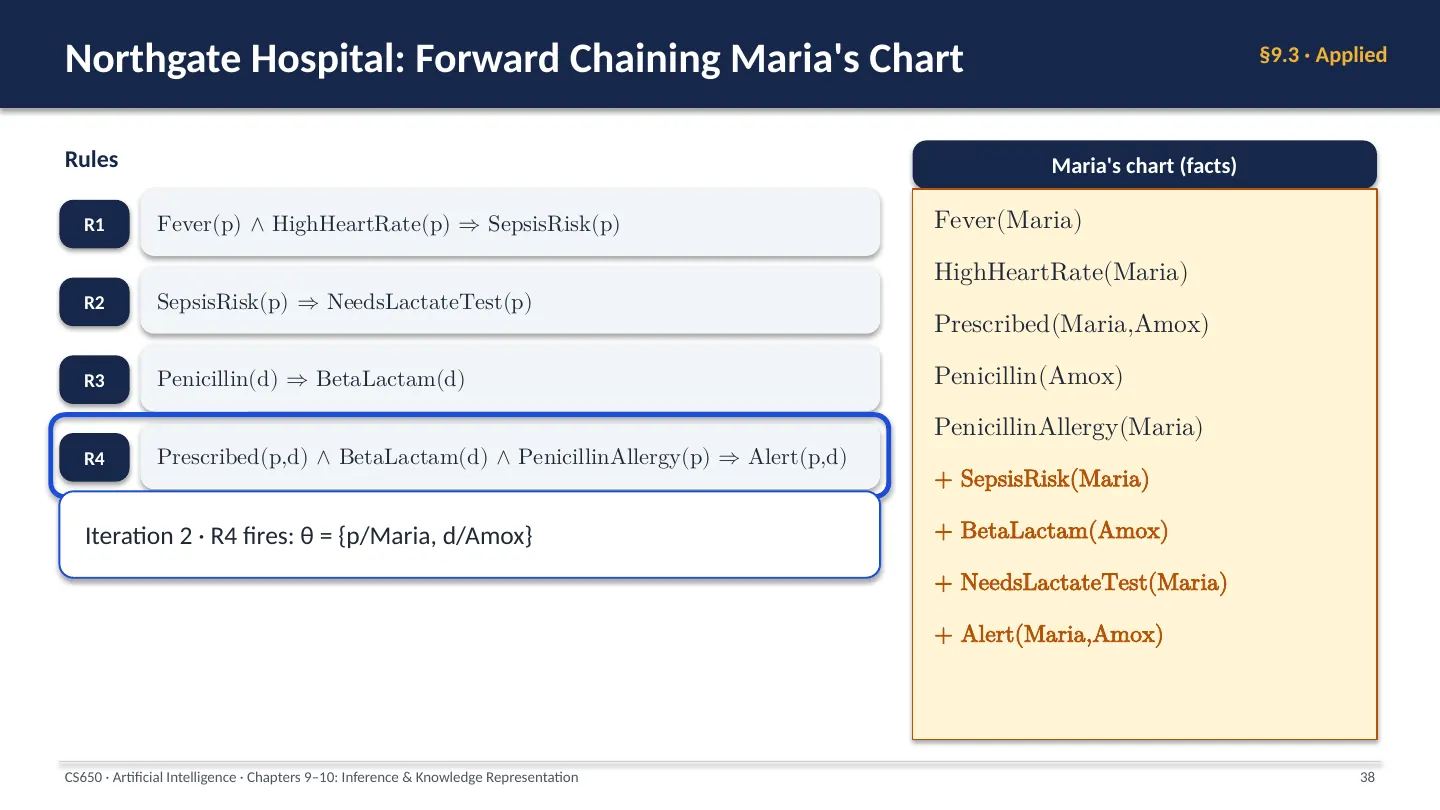 Northgate Hospital: Forward Chaining Maria's Chart
§9.3 · Applied
Rules
R1
Fever(p) ∧ HighHeartRate(p) ⇒ SepsisRisk(p)
R2
SepsisRisk(p) ⇒ NeedsLactateTest(p)
R3
Penicillin(d) ⇒ BetaLactam(d)
R4
Prescribed(p,d) ∧ BetaLactam(d) ∧ PenicillinAllergy(p) ⇒ Alert(p,d)
Iteration 2 · R4 fires: θ = {p/Maria, d/Amox}
Maria's chart (facts)
Fever(Maria)
HighHeartRate(Maria)
Prescribed(Maria,Amox)
Penicillin(Amox)
PenicillinAllergy(Maria)
+ SepsisRisk(Maria)
+ BetaLactam(Amox)
+ NeedsLactateTest(Maria)
+ Alert(Maria,Amox)
CS650 · Artificial Intelligence · Chapters 9–10: Inference & Knowledge Representation
38